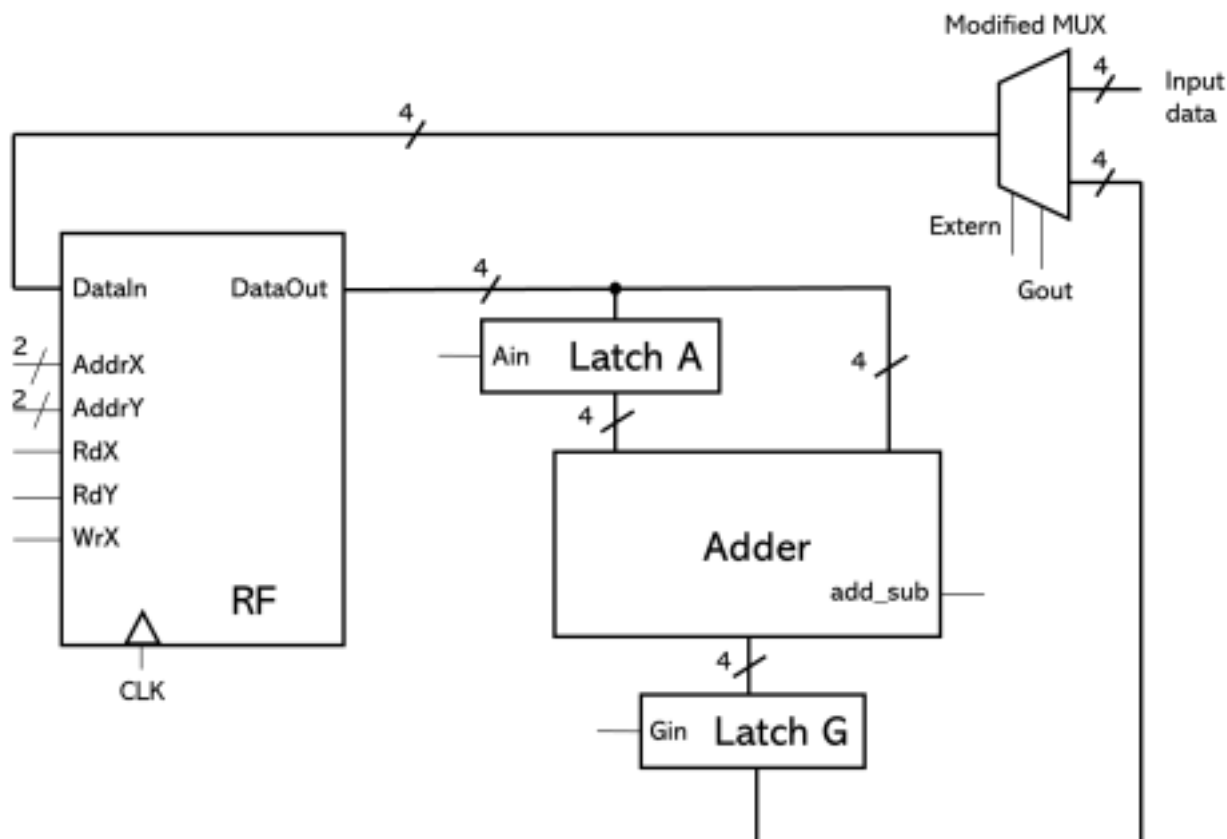 Modified MUX
4
Input
data
4
4
Extern
Gout
DataIn
DataOut
4
2
AddrX
2
AddrY
RdX
RdY
WrX
RF
CLK
Ain
Latch A
4
4
Adder
add_sub
4
Gin
Latch G